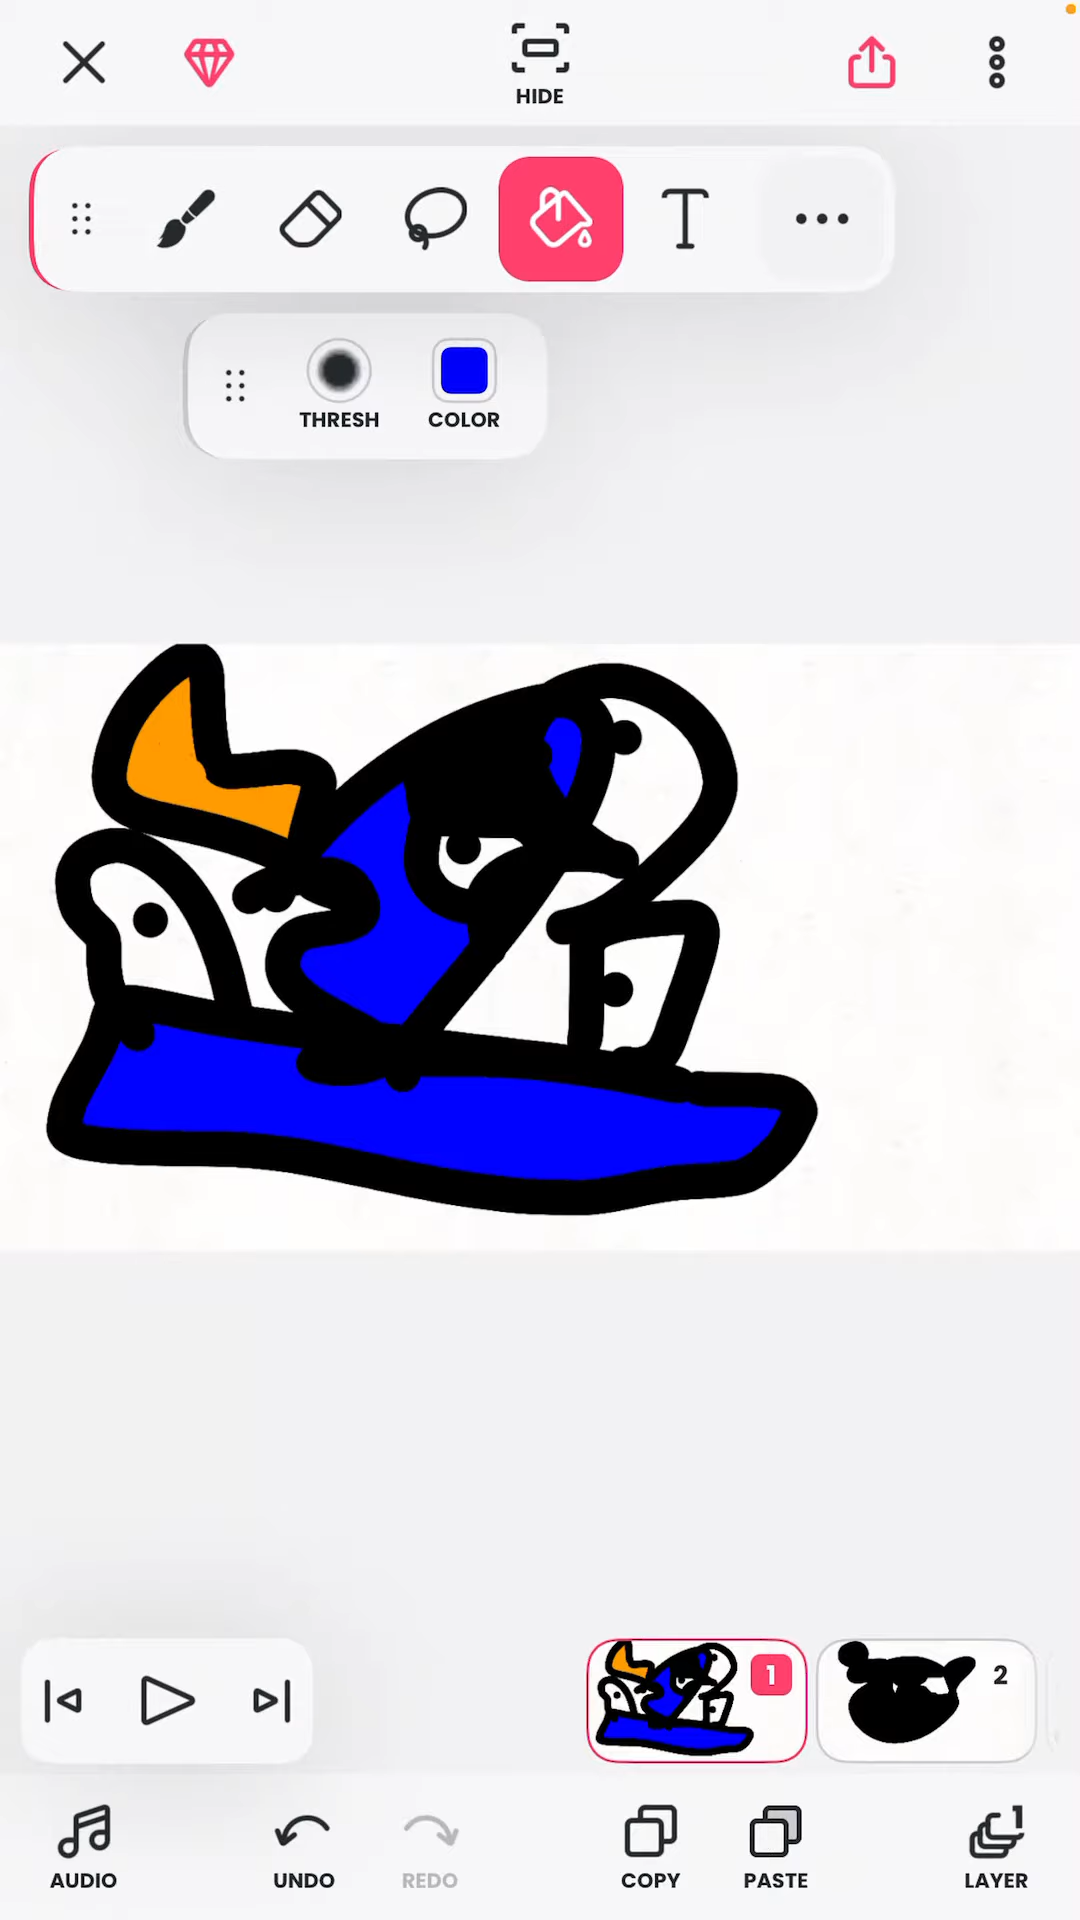 HIDE
THRESH COLOR
1 2
AUDIO UNDO REDO COPY PASTE LAYER
1